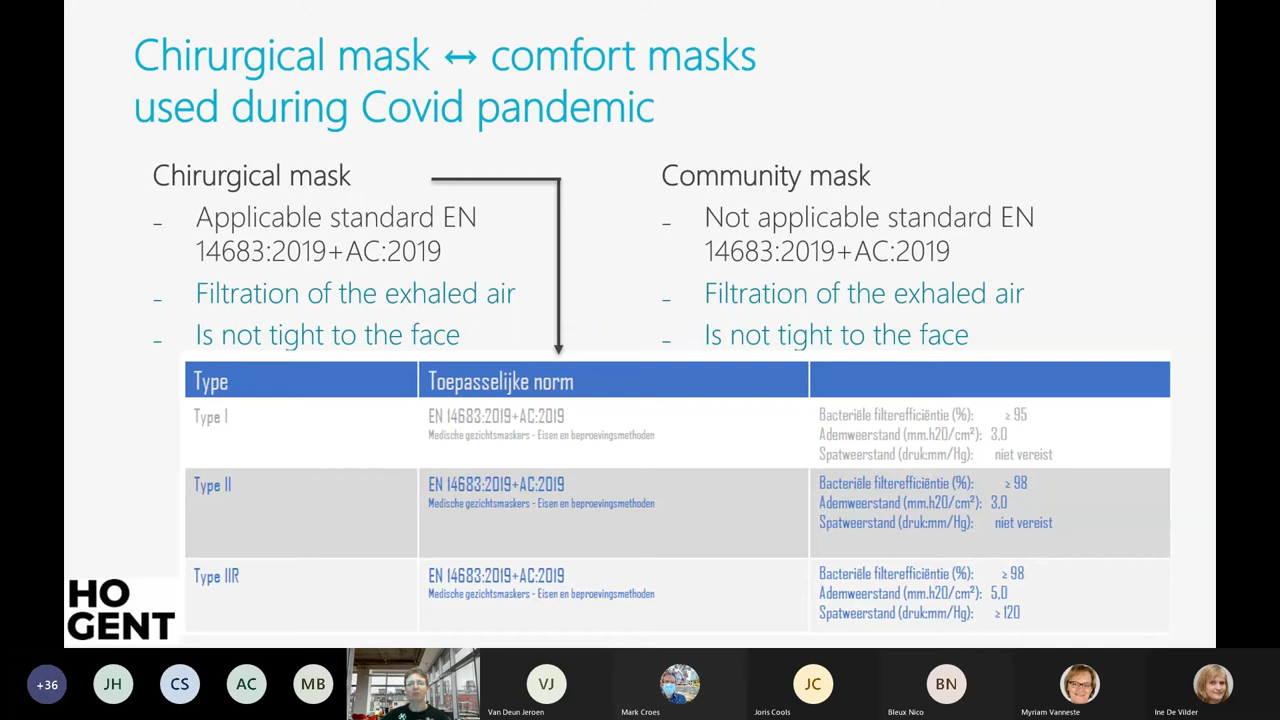 Chirurgical mask ↔ comfort masks
used during Covid pandemic
Chirurgical mask
- Applicable standard EN
14683:2019+AC:2019
- Filtration of the exhaled air
- Is not tight to the face
Community mask
- Not applicable standard EN
14683:2019+AC:2019
- Filtration of the exhaled air
- Is not tight to the face
Type Toepasselijke norm
Type I
EN 14683:2019+AC:2019
Medische gezichtsmaskers - Eisen en beproevingsmethoden
Bacteriële filterefficiëntie (%): ≥ 95
Ademweerstand (mm.h20/cm²): 3,0
Spatweerstand (druk:mm/Hg): niet vereist
Type II
EN 14683:2019+AC:2019
Medische gezichtsmaskers - Eisen en beproevingsmethoden
Bacteriële filterefficiëntie (%): ≥ 98
Ademweerstand (mm.h20/cm²): 3,0
Spatweerstand (druk:mm/Hg): niet vereist
Type IIR
EN 14683:2019+AC:2019
Medische gezichtsmaskers - Eisen en beproevingsmethoden
Bacteriële filterefficiëntie (%): ≥ 98
Ademweerstand (mm.h20/cm²): 5,0
Spatweerstand (druk:mm/Hg): ≥ 120
HO
GENT
+36 JH CS AC MB VJ JC BN
Van Deun Jeroen Mark Croes Joris Cools Bleux Nico Myriam Vanneste Ine De Vilder